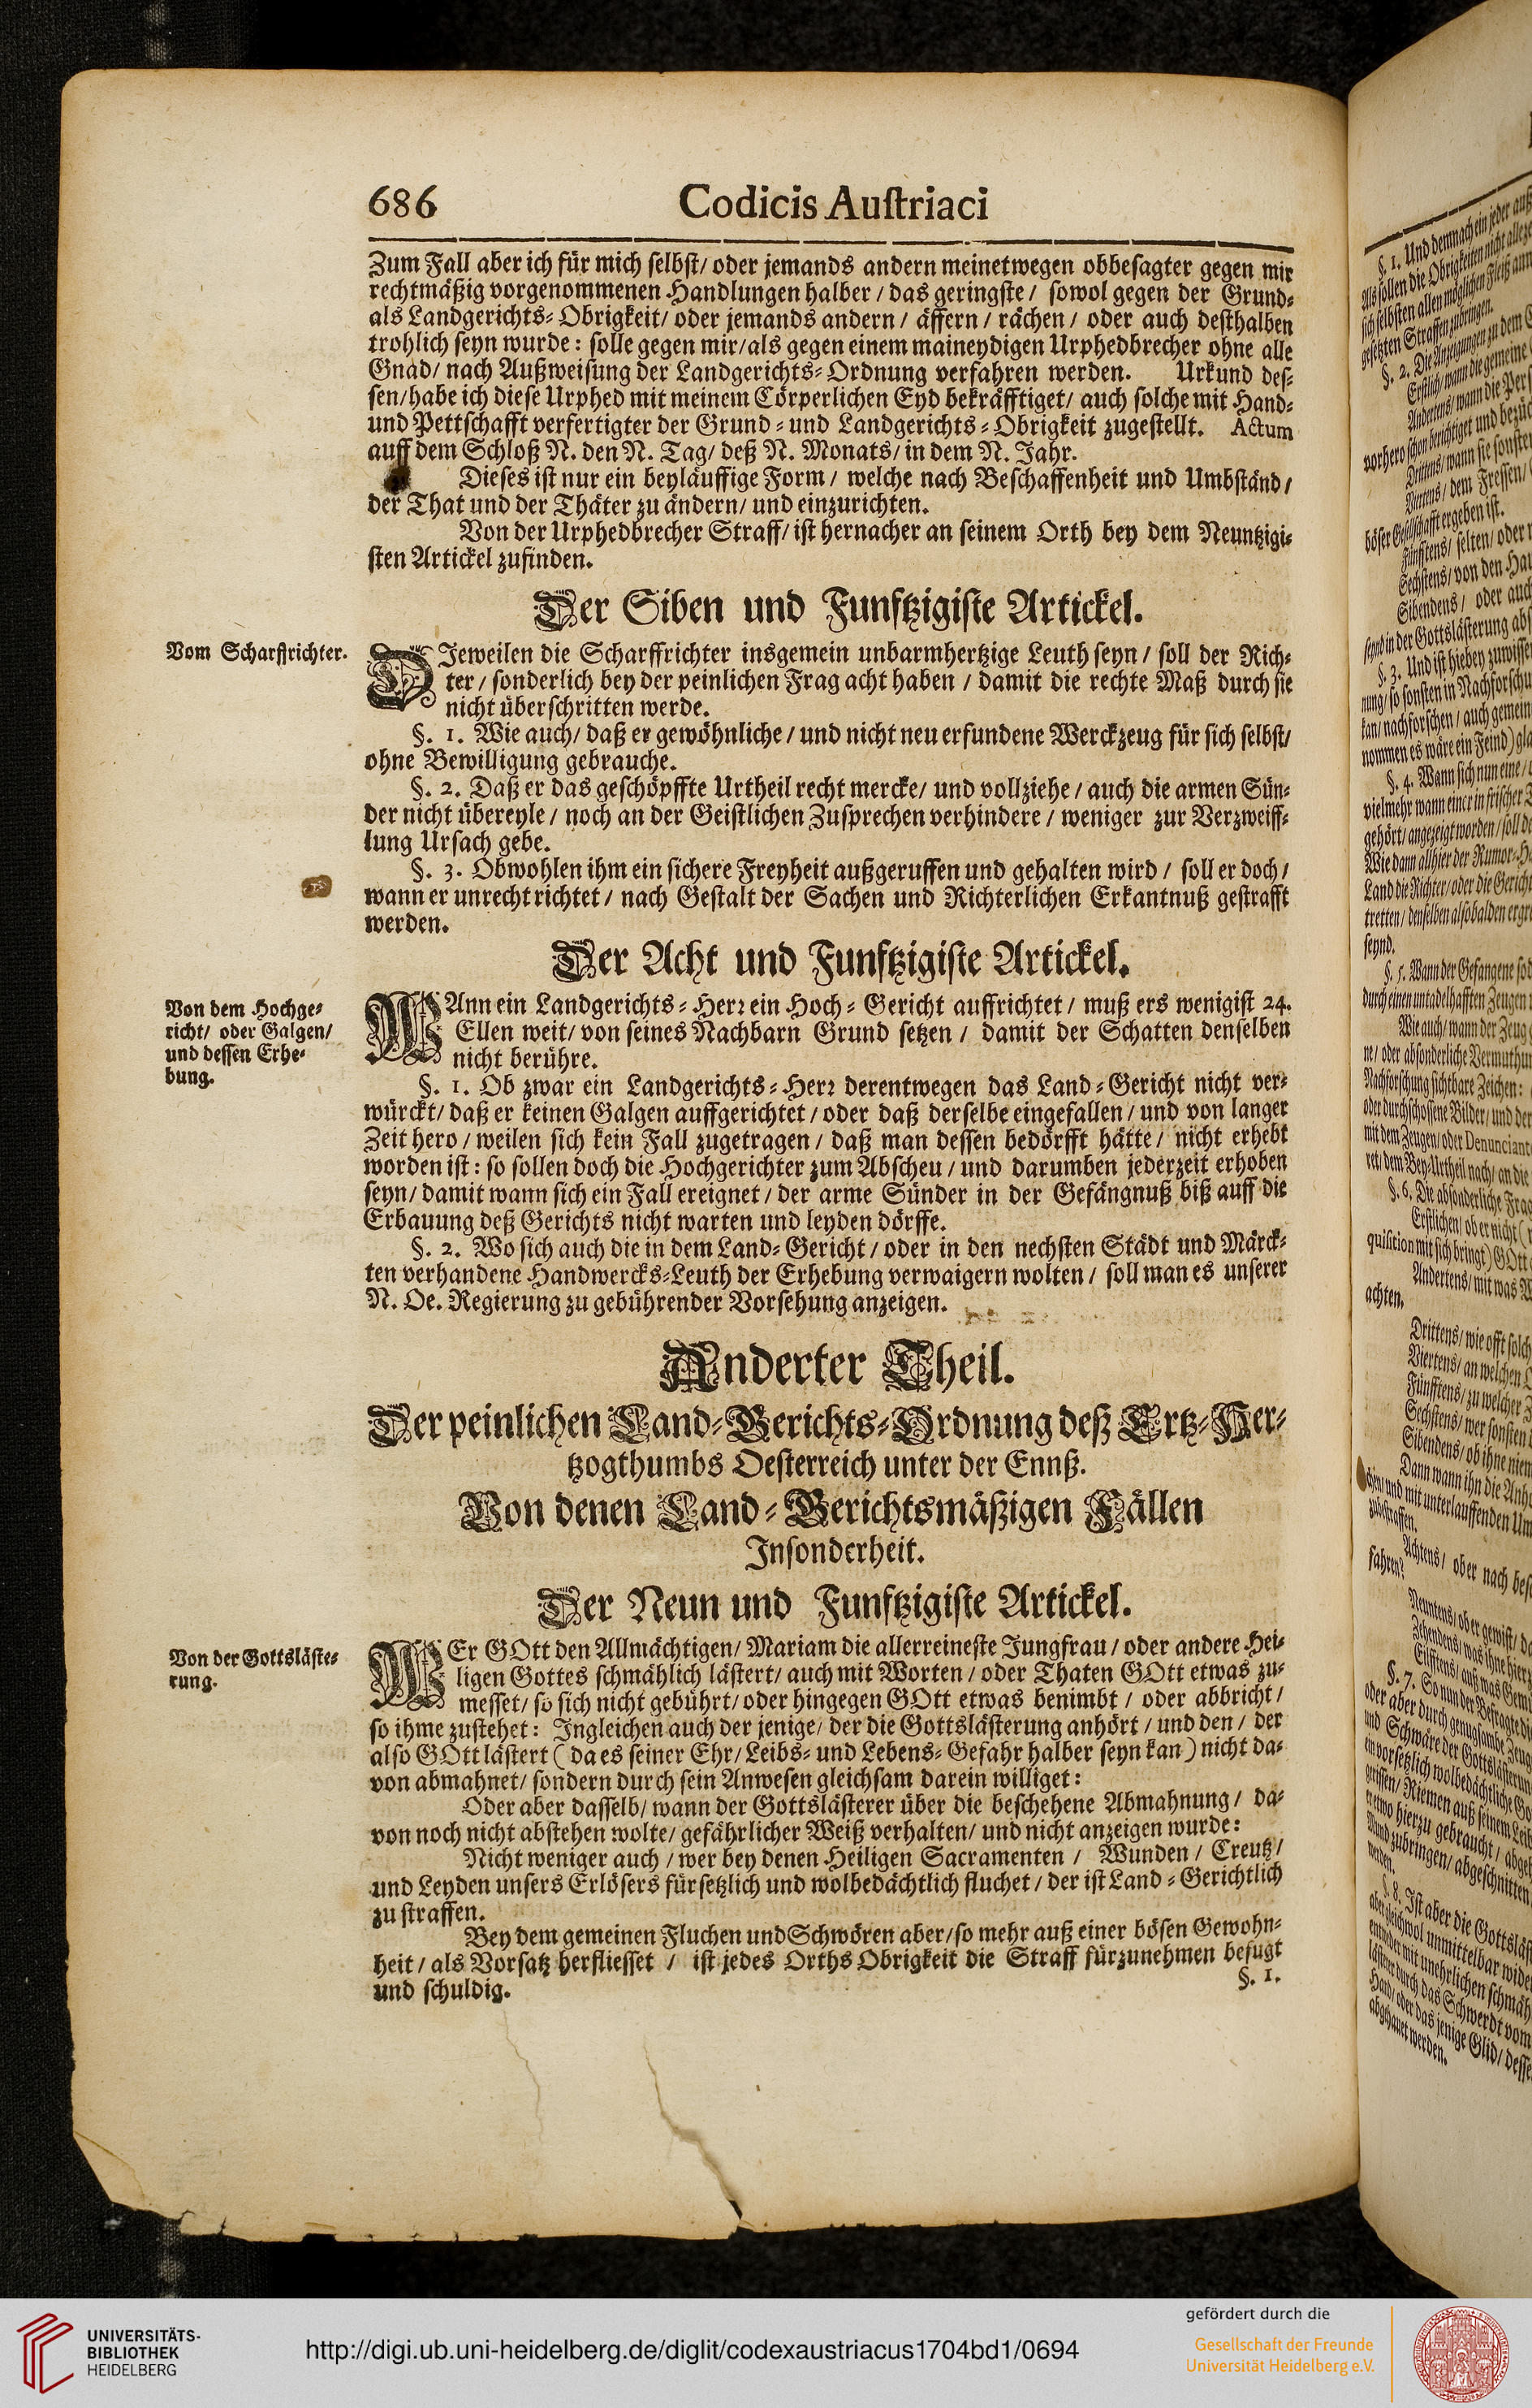 686 Codicis Austriaci
Zum Fall aber ich für mich selbst/ oder jemands andern meinetwegen obbesagter gegen mir
rechtmäßig vorgenommenen Handlungen halber / das geringste / sowol gegen der Grund-
als Landgerichts-Obrigkeit/ oder jemands andern / äffern / rächen / oder auch desthalben
trohlich seyn wurde: solle gegen mir/als gegen einem maineydigen Urphedbrecher ohne alle
Gnad/ nach Außweisung der Landgerichts-Ordnung verfahren werden. Urkund des-
sen/habe ich diese Urphed mit meinem Cörperlichen Eyd bekräfftiget/ auch solche mit Hand-
und Pettschafft verfertigter der Grund- und Landgerichts-Obrigkeit zugestellt. Actum
auff dem Schloß N. den N. Tag/ deß N. Monats/ in dem N. Jahr.
Dieses ist nur ein beyläuffige Form / welche nach Beschaffenheit und Umbständ /
der That und der Thäter zu ändern/ und einzurichten.
Von der Urphedbrecher Straff/ ist hernacher an seinem Orth bey dem Neuntzigi-
sten Artickel zufinden.
Der Siben und Funftzigiste Artickel.
Vom Scharffrichter.
DJeweilen die Scharffrichter insgemein unbarmhertzige Leuth seyn / soll der Rich-
ter / sonderlich bey der peinlichen Frag acht haben / damit die rechte Maß durch sie
nicht überschritten werde.
§. 1. Wie auch/ daß er gewöhnliche / und nicht neu erfundene Werckzeug für sich selbst/
ohne Bewilligung gebrauche.
§. 2. Daß er das geschöpffte Urtheil recht mercke/ und vollziehe / auch die armen Sün-
der nicht übereyle / noch an der Geistlichen Zusprechen verhindere / weniger zur Verzweiff-
lung Ursach gebe.
§. 3. Obwohlen ihm ein sichere Freyheit außgeruffen und gehalten wird / soll er doch /
wann er unrecht richtet / nach Gestalt der Sachen und Richterlichen Erkantnuß gestrafft
werden.
Der Acht und Funftzigiste Artickel.
Von dem Hochge-
richt/ oder Galgen/
und dessen Erhe-
bung.
WAnn ein Landgerichts-Herr ein Hoch-Gericht auffrichtet / muß ers wenigist 24.
Ellen weit/ von seines Nachbarn Grund setzen / damit der Schatten denselben
nicht berühre.
§. 1. Ob zwar ein Landgerichts-Herr derentwegen das Land-Gericht nicht ver-
würckt/ daß er keinen Galgen auffgerichtet / oder daß derselbe eingefallen / und von langer
Zeit hero / weilen sich kein Fall zugetragen / daß man dessen bedörfft hätte / nicht erhebt
worden ist: so sollen doch die Hochgerichter zum Abscheu / und darumben jederzeit erhoben
seyn/ damit wann sich ein Fall ereignet / der arme Sünder in der Gefängnuß biß auff die
Erbauung deß Gerichts nicht warten und leyden dörffe.
§. 2. Wo sich auch die in dem Land-Gericht / oder in den nechsten Städt und Märck-
ten verhandene Handwercks-Leuth der Erhebung verwaigern wolten / soll man es unserer
N. Oe. Regierung zu gebührender Vorsehung anzeigen.
Anderter Theil.
Der peinlichen Land-Gerichts-Ordnung deß Ertz-Her-
tzogthumbs Oesterreich unter der Ennß.
Von denen Land-Gerichtsmäßigen Fällen
Insonderheit.
Der Neun und Funftzigiste Artickel.
Von der Gottsläste-
rung.
WEr GOtt den Allmächtigen/ Mariam die allerreineste Jungfrau / oder andere Hei-
ligen Gottes schmählich lästert/ auch mit Worten / oder Thaten GOtt etwas zu-
messet/ so sich nicht gebührt/ oder hingegen GOtt etwas benimbt / oder abbricht /
so ihme zustehet: Ingleichen auch der jenige/ der die Gottslästerung anhört / und den / der
also GOtt lästert ( da es seiner Ehr/ Leibs- und Lebens-Gefahr halber seyn kan ) nicht da-
von abmahnet/ sondern durch sein Anwesen gleichsam darein williget:
Oder aber dasselb/ wann der Gottslästerer über die beschehene Abmahnung / da-
von noch nicht abstehen wolte/ gefährlicher Weiß verhalten/ und nicht anzeigen wurde:
Nicht weniger auch / wer bey denen Heiligen Sacramenten / Wunden / Creutz /
und Leyden unsers Erlösers fürsetzlich und wolbedächtlich fluchet / der ist Land-Gerichtlich
zu straffen.
Bey dem gemeinen Fluchen und Schwören aber/so mehr auß einer bösen Gewohn-
heit / als Vorsatz herfliesset / ist jedes Orths Obrigkeit die Straff fürzunehmen befugt
und schuldig.
§. 1.
UNIVERSITÄTS-
BIBLIOTHEK
HEIDELBERG
http://digi.ub.uni-heidelberg.de/diglit/codexaustriacus1704bd1/0694
gefördert durch die
Gesellschaft der Freunde
Universität Heidelberg e.V.